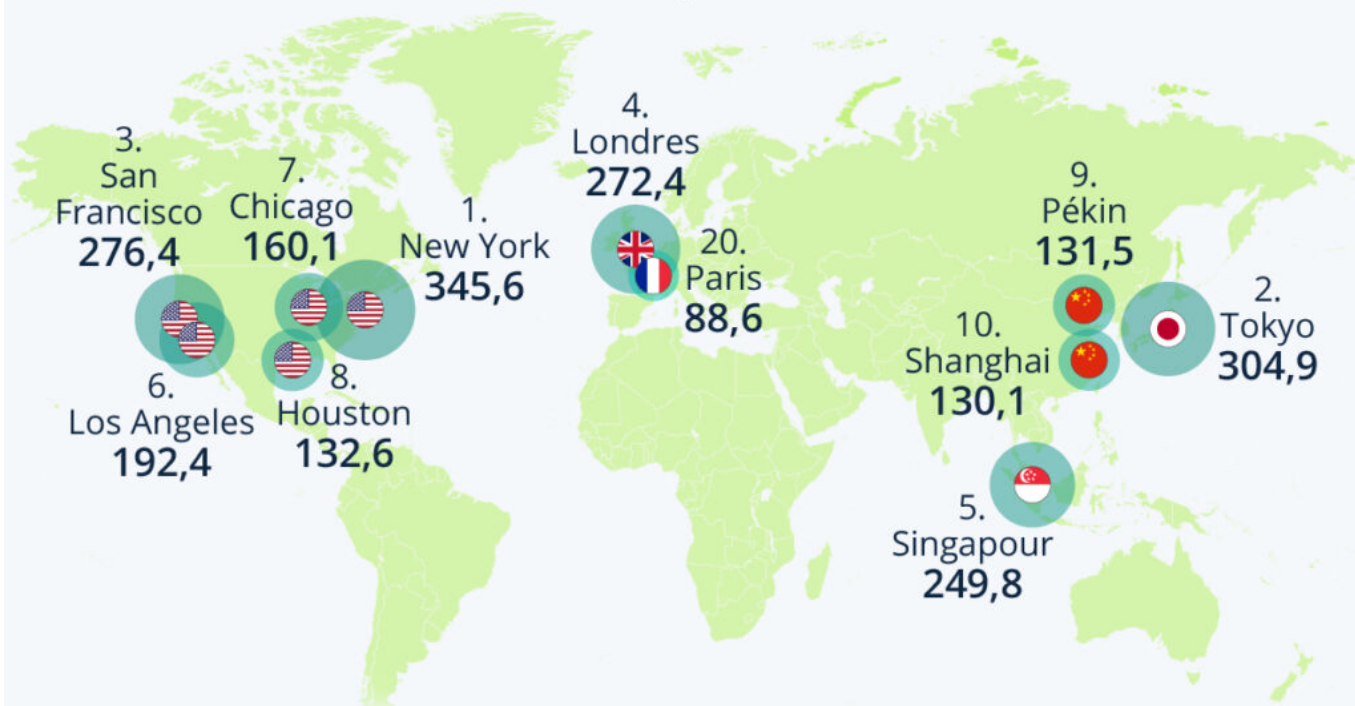 3.
San
Francisco
276,4
7.
Chicago
160,1
1.
New York
345,6
4.
Londres
272,4
20.
Paris
88,6
9.
Pékin
131,5
2.
Tokyo
304,9
10.
Shanghai
130,1
6.
Los Angeles
192,4
8.
Houston
132,6
5.
Singapour
249,8